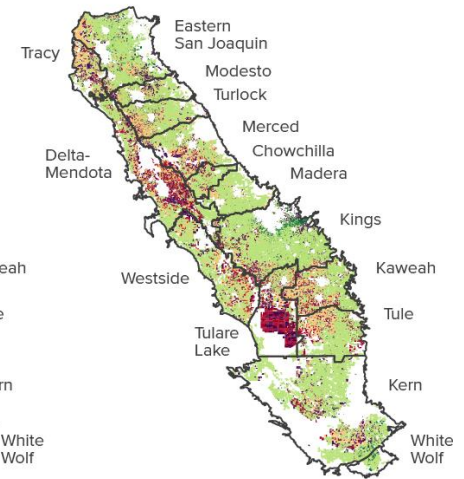 Eastern
San Joaquin
Tracy
Modesto
Turlock
Merced
Chowchilla
Delta-
Mendota
Madera
Kings
eah
Kaweah
Westside
e
Tule
Tulare
Lake
rn
Kern
White
Wolf
White
Wolf